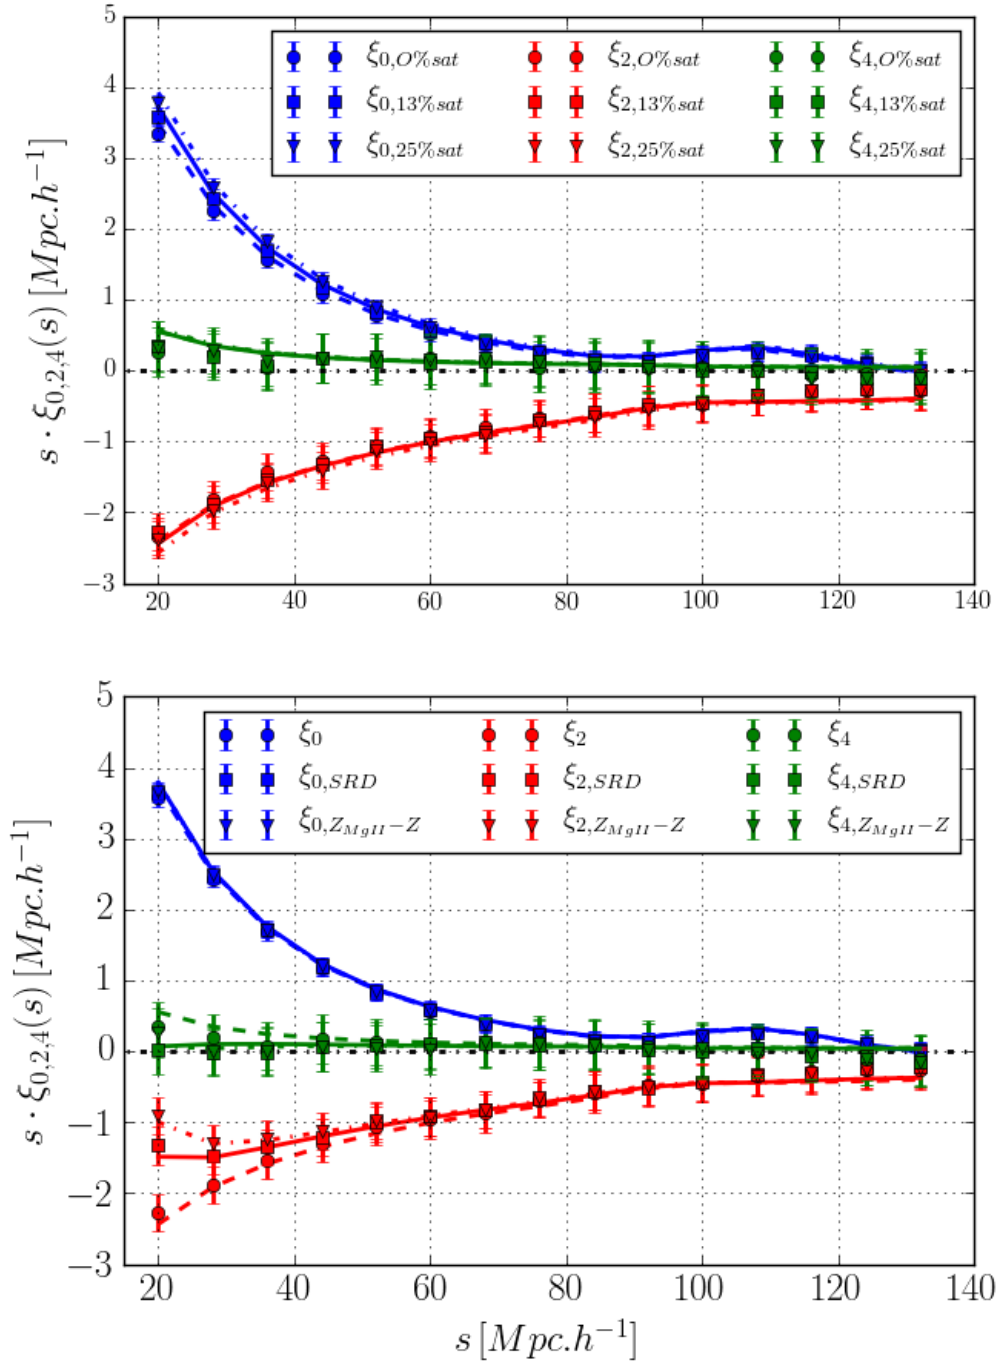 5
4
3
2
1
0
−1
−2
−3
s · ξ0,2,4(s) [Mpc.h−1]
ξ0,O%sat ξ2,O%sat ξ4,O%sat
ξ0,13%sat ξ2,13%sat ξ4,13%sat
ξ0,25%sat ξ2,25%sat ξ4,25%sat
20 40 60 80 100 120 140
5
4
3
2
1
0
−1
−2
−3
s · ξ0,2,4(s) [Mpc.h−1]
ξ0 ξ2 ξ4
ξ0,SRD ξ2,SRD ξ4,SRD
ξ0,ZMgII−Z ξ2,ZMgII−Z ξ4,ZMgII−Z
20 40 60 80 100 120 140
s [Mpc.h−1]